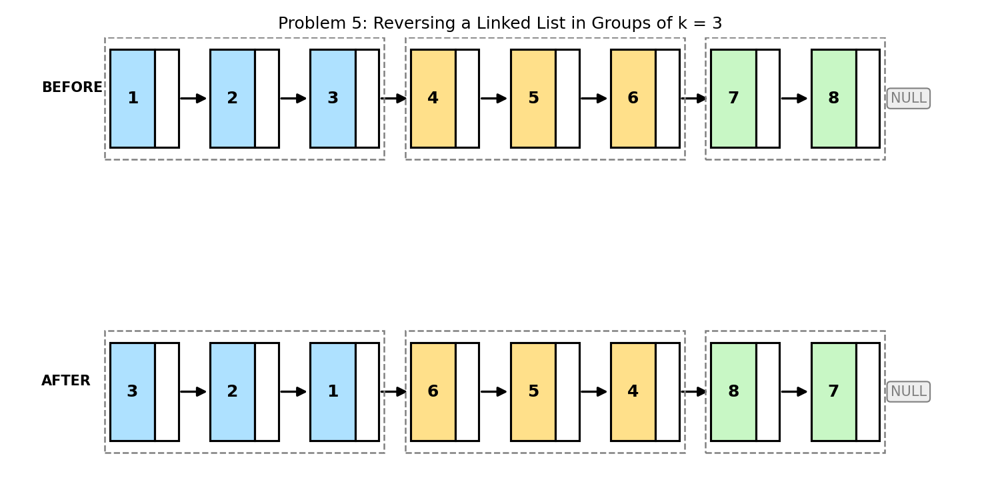 Problem 5: Reversing a Linked List in Groups of k = 3
BEFORE 1 2 3 4 5 6 7 8 NULL
AFTER 3 2 1 6 5 4 8 7 NULL